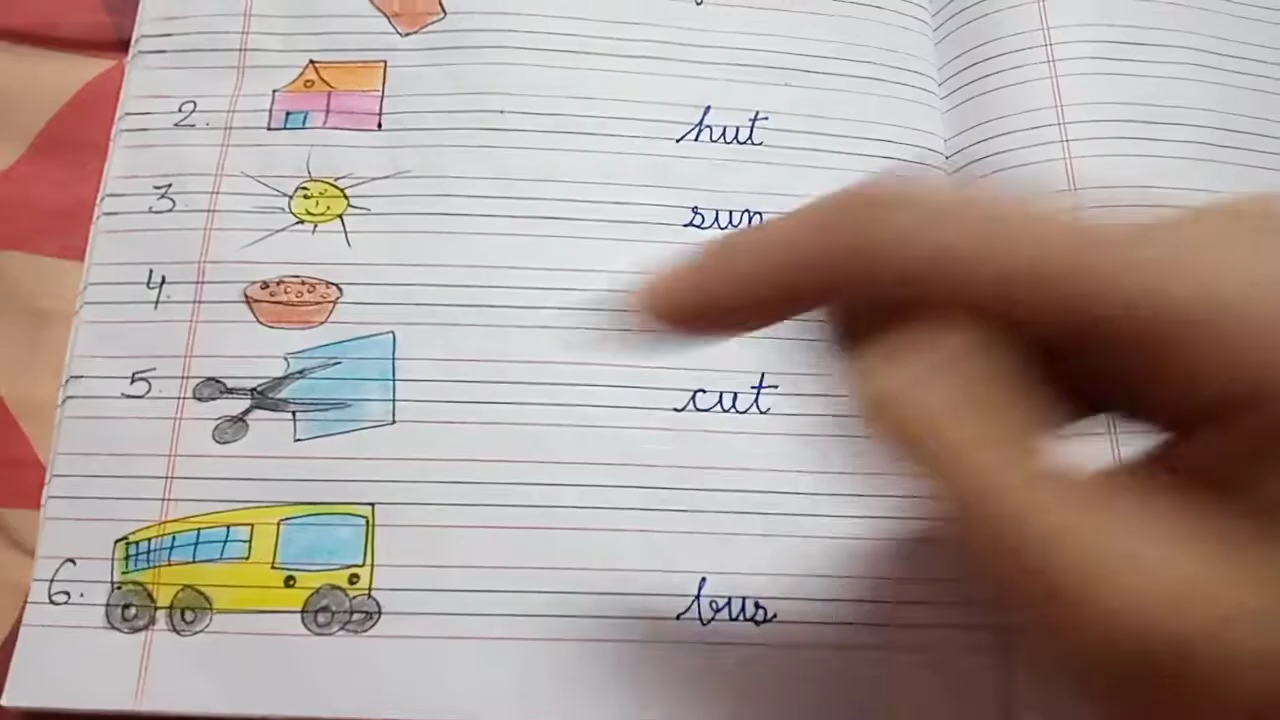 2. hut
3. sun
4.
5. cut
6. bus